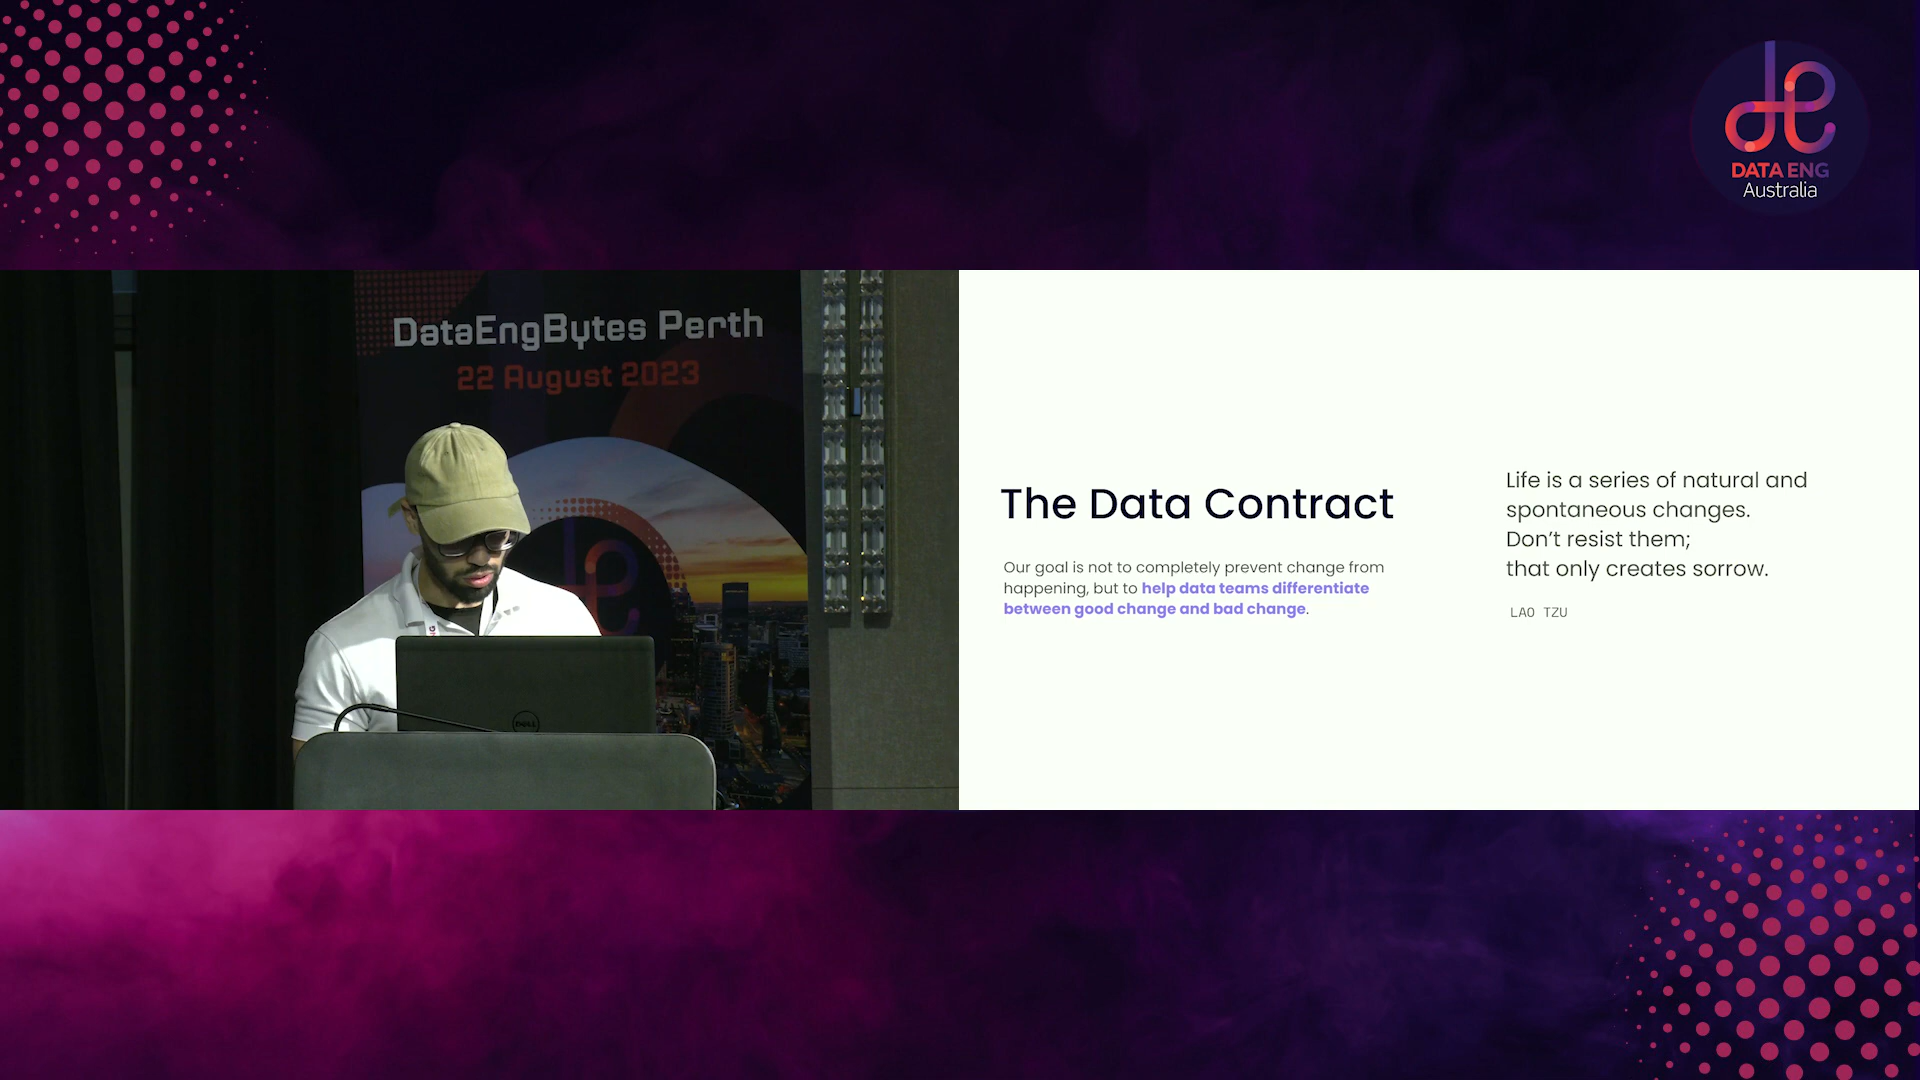 DATA ENG
Australia
DataEngBytes Perth
22 August 2023
DELL
The Data Contract
Our goal is not to completely prevent change from
happening, but to help data teams differentiate
between good change and bad change.
Life is a series of natural and
spontaneous changes.
Don’t resist them;
that only creates sorrow.
LAO TZU